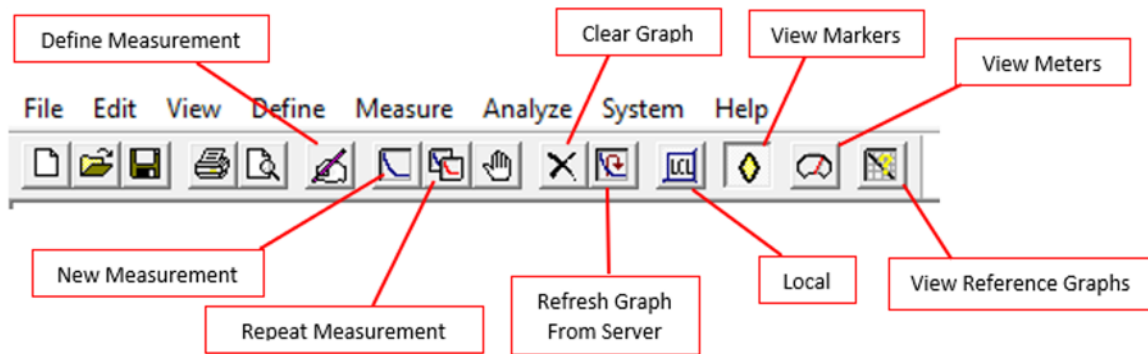 Define Measurement
Clear Graph
View Markers
View Meters
File Edit View Define Measure Analyze System Help
LCL
New Measurement
Repeat Measurement
Refresh Graph
From Server
Local
View Reference Graphs